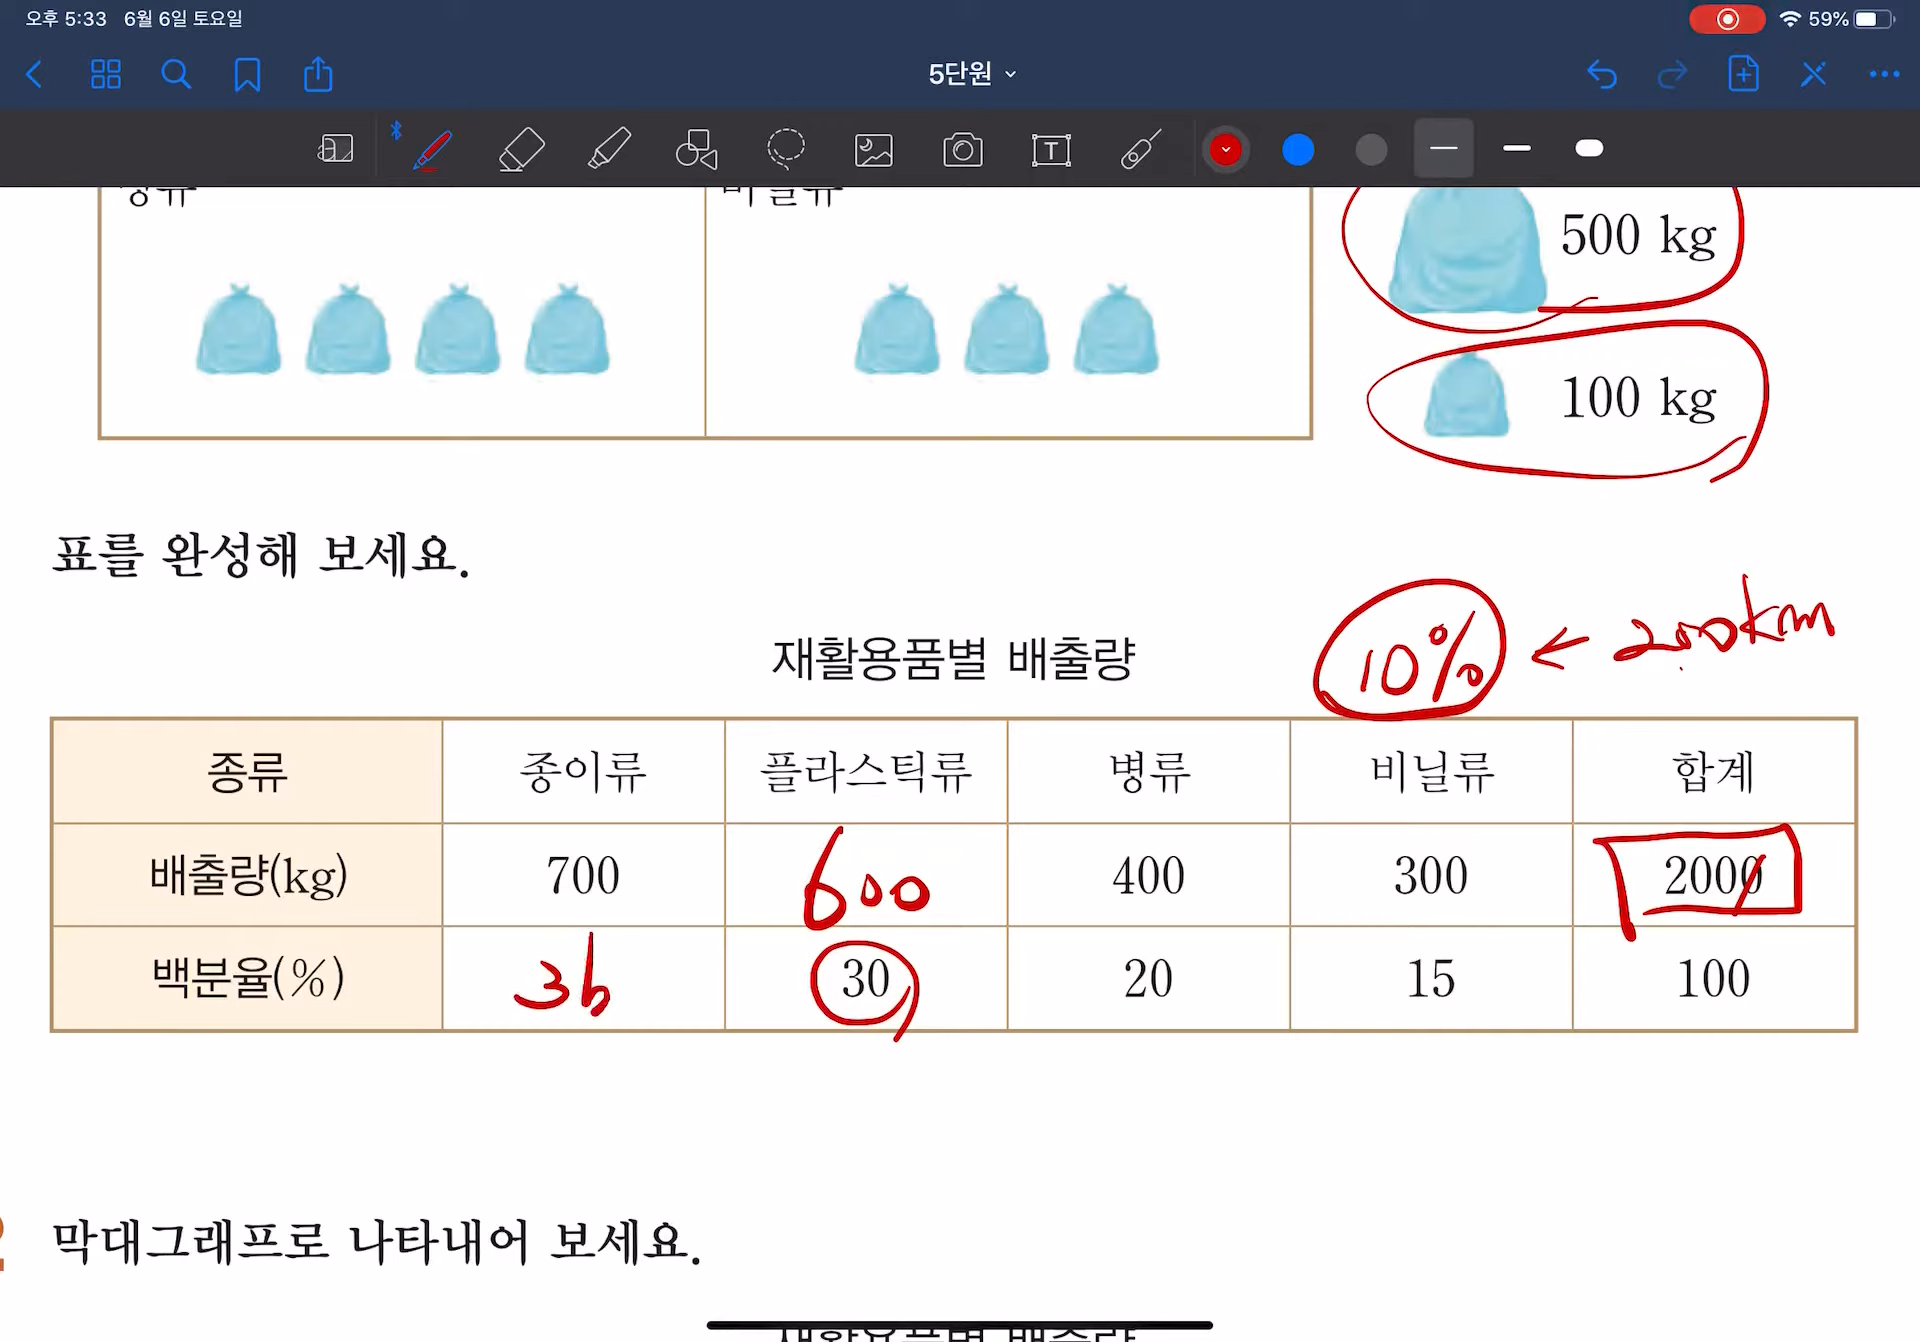 오후 5:33 6월 6일 토요일 59%
5단원
500 kg
100 kg
표를 완성해 보세요.
10% ← 200km
재활용품별 배출량
종류 종이류 플라스틱류 병류 비닐류 합계
배출량(kg) 700 600 400 300 2000
백분율(%) 30 20 15 100
막대그래프로 나타내어 보세요.